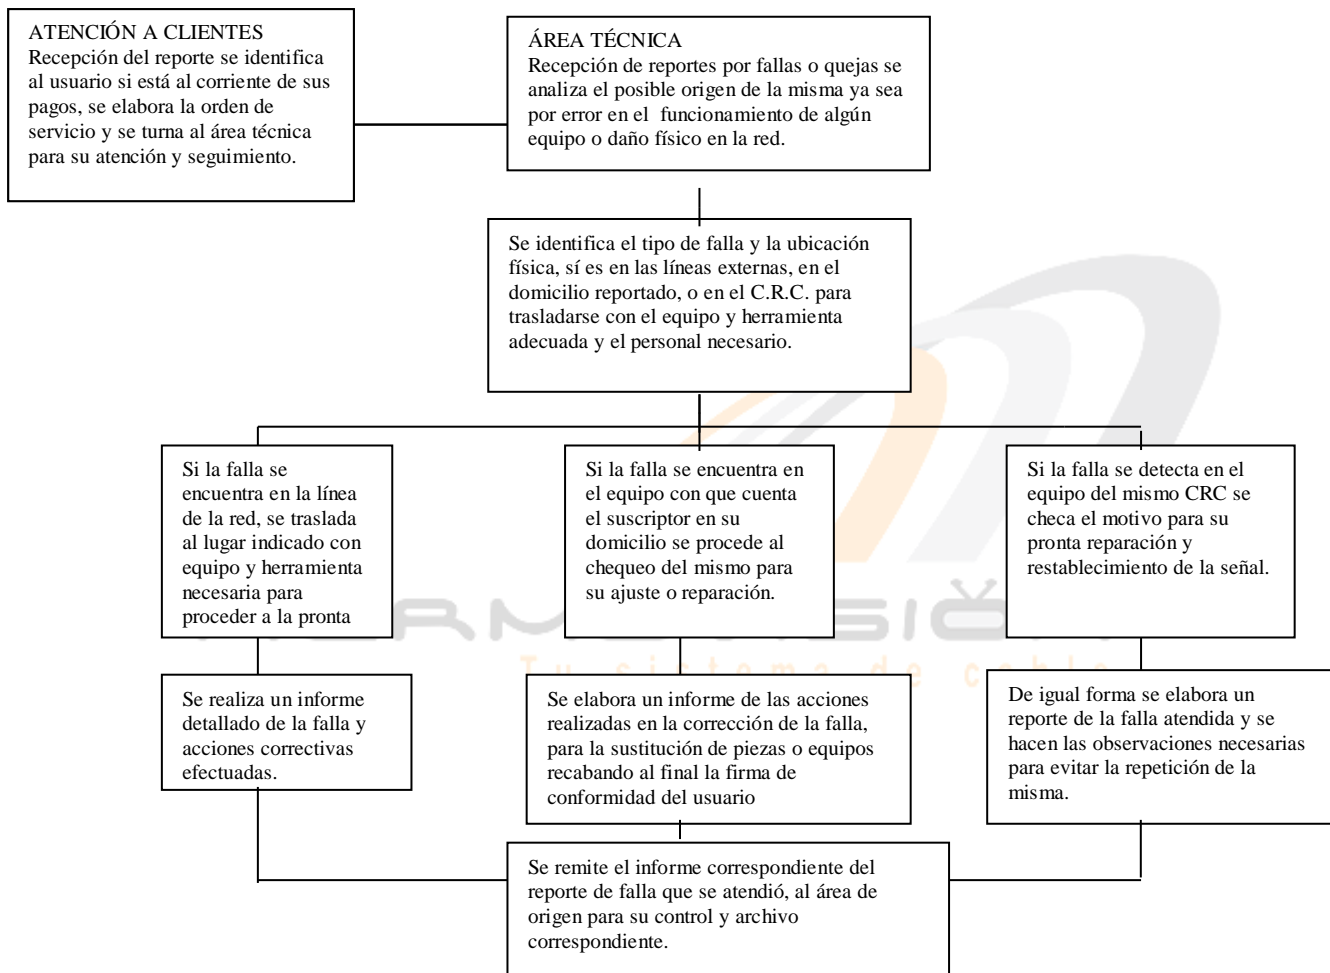 ATENCIÓN A CLIENTES
Recepción del reporte se identifica
al usuario si está al corriente de sus
pagos, se elabora la orden de
servicio y se turna al área técnica
para su atención y seguimiento.
ÁREA TÉCNICA
Recepción de reportes por fallas o quejas se
analiza el posible origen de la misma ya sea
por error en el funcionamiento de algún
equipo o daño físico en la red.
Se identifica el tipo de falla y la ubicación
física, sí es en las líneas externas, en el
domicilio reportado, o en el C.R.C. para
trasladarse con el equipo y herramienta
adecuada y el personal necesario.
Si la falla se
encuentra en la línea
de la red, se traslada
al lugar indicado con
equipo y herramienta
necesaria para
proceder a la pronta
Si la falla se encuentra en
el equipo con que cuenta
el suscriptor en su
domicilio se procede al
chequeo del mismo para
su ajuste o reparación.
Si la falla se detecta en el
equipo del mismo CRC se
checa el motivo para su
pronta reparación y
restablecimiento de la señal.
Tu sistema de cable
Se realiza un informe
detallado de la falla y
acciones correctivas
efectuadas.
Se elabora un informe de las acciones
realizadas en la corrección de la falla,
para la sustitución de piezas o equipos
recabando al final la firma de
conformidad del usuario
De igual forma se elabora un
reporte de la falla atendida y se
hacen las observaciones necesarias
para evitar la repetición de la
misma.
Se remite el informe correspondiente del
reporte de falla que se atendió, al área de
origen para su control y archivo
correspondiente.